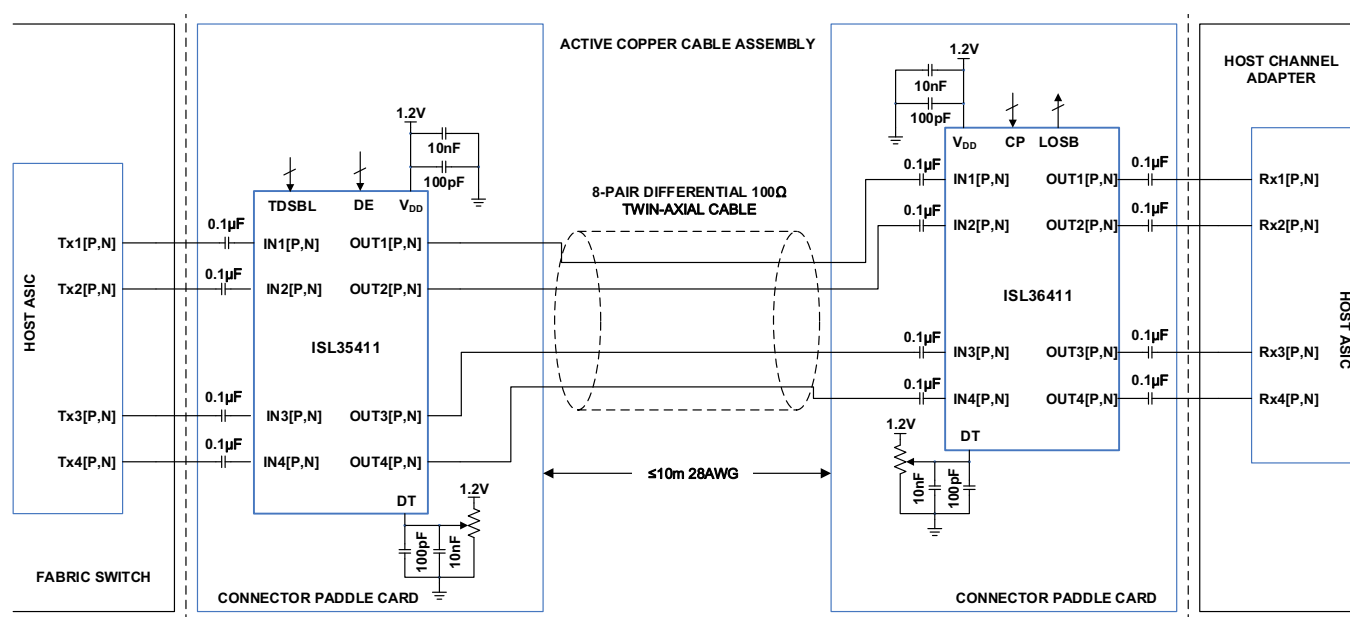 ACTIVE COPPER CABLE ASSEMBLY
HOST ASIC
Tx1[P,N]
Tx2[P,N]
Tx3[P,N]
Tx4[P,N]
FABRIC SWITCH
0.1µF
0.1µF
0.1µF
0.1µF
1.2V
10nF
100pF
TDSBL
DE
VDD
IN1[P,N]
OUT1[P,N]
IN2[P,N]
OUT2[P,N]
ISL35411
IN3[P,N]
OUT3[P,N]
IN4[P,N]
OUT4[P,N]
DT
1.2V
100pF
10nF
CONNECTOR PADDLE CARD
8-PAIR DIFFERENTIAL 100Ω
TWIN-AXIAL CABLE
≤10m 28AWG
1.2V
10nF
100pF
VDD
CP
LOSB
0.1µF
0.1µF
0.1µF
0.1µF
IN1[P,N]
OUT1[P,N]
IN2[P,N]
OUT2[P,N]
ISL36411
IN3[P,N]
OUT3[P,N]
IN4[P,N]
OUT4[P,N]
DT
1.2V
10nF
100pF
0.1µF
0.1µF
0.1µF
0.1µF
CONNECTOR PADDLE CARD
HOST CHANNEL
ADAPTER
Rx1[P,N]
Rx2[P,N]
Rx3[P,N]
Rx4[P,N]
HOST ASIC